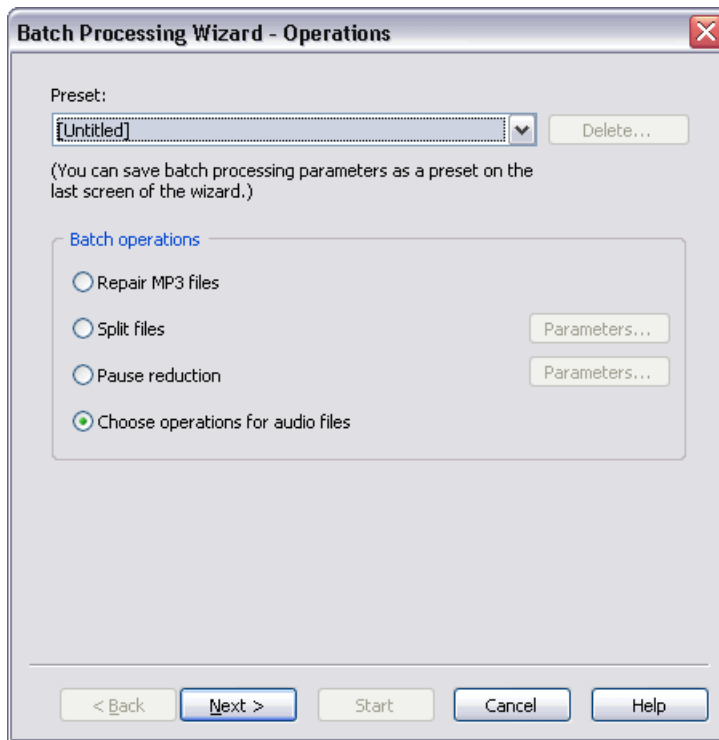 Batch Processing Wizard - Operations
Preset:
[Untitled]
Delete...
(You can save batch processing parameters as a preset on the
last screen of the wizard.)
Batch operations
Repair MP3 files
Split files
Parameters...
Pause reduction
Parameters...
Choose operations for audio files
< Back
Next >
Start
Cancel
Help